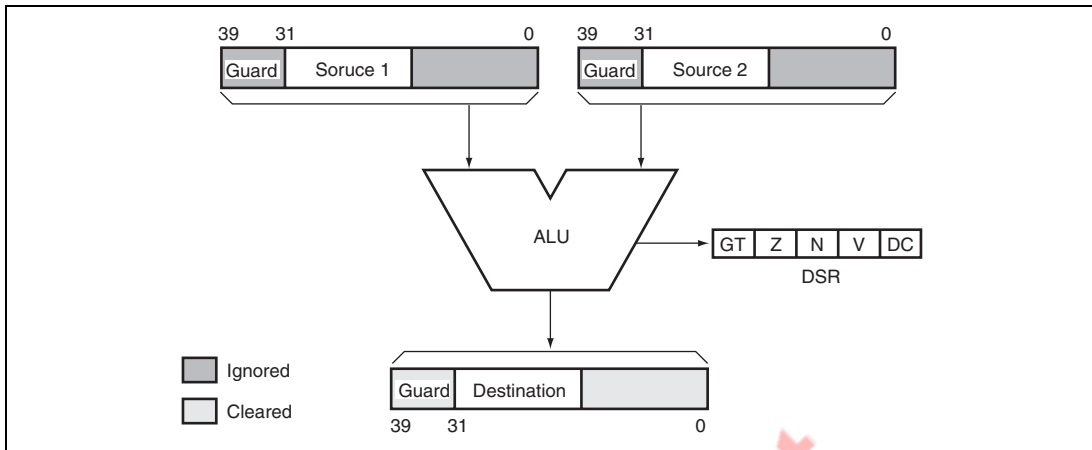 39 31 0
39 31 0
Guard Soruce 1
Guard Source 2
ALU
GT Z N V DC
DSR
Ignored
Cleared
Guard Destination
39 31 0